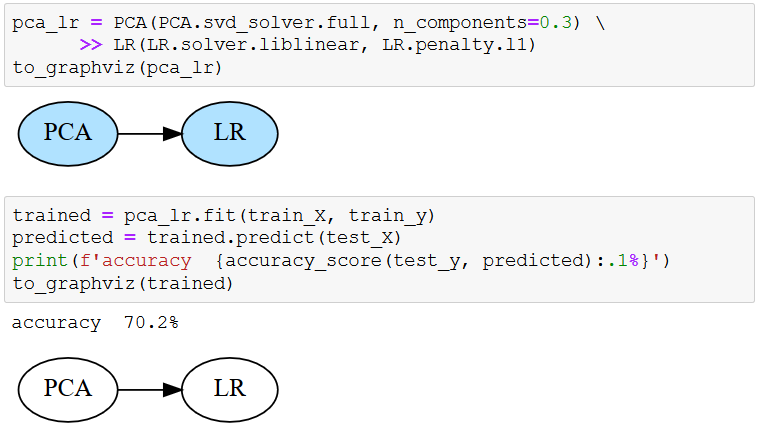 pca_lr = PCA(PCA.svd_solver.full, n_components=0.3) \
      >> LR(LR.solver.liblinear, LR.penalty.l1)
to_graphviz(pca_lr)
PCA LR
trained = pca_lr.fit(train_X, train_y)
predicted = trained.predict(test_X)
print(f'accuracy  {accuracy_score(test_y, predicted):.1%}')
to_graphviz(trained)
accuracy  70.2%
PCA LR